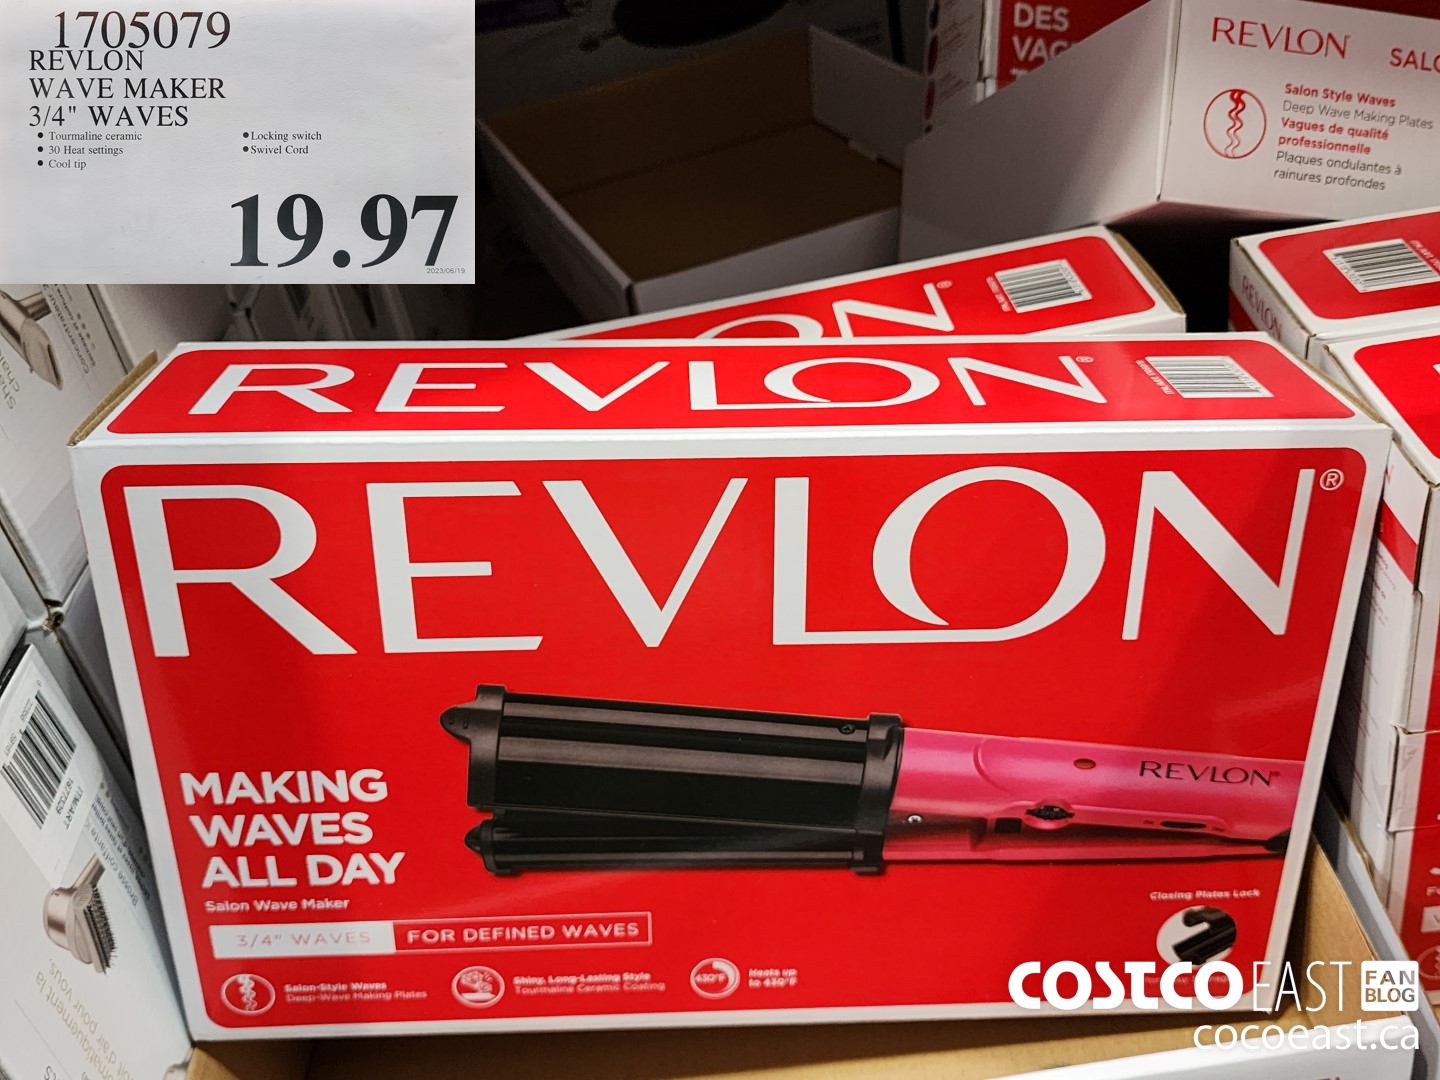 1705079
REVLON
WAVE MAKER
3/4" WAVES
● Tourmaline ceramic
● 30 Heat settings
● Cool tip
● Locking switch
● Swivel Cord
19.97
2023/06/19
DES
REVLON
Salon Style Waves
Deep Wave Making Plates
Vagues de qualité
professionnelle
Plaques ondulantes à
rainures profondes
REVLON
REVLON®
REVLON®
MAKING
WAVES
ALL DAY
Salon Wave Maker
3/4" WAVES FOR DEFINED WAVES
Salon-Style Waves
Deep-Wave Making Plates
Shiny, Long-Lasting Style
Tourmaline Ceramic Coating
430°F
Heats up
to 430°F
REVLON®
Closing Plates Lock
COSTCO EAST FAN
BLOG
cocoeast.ca